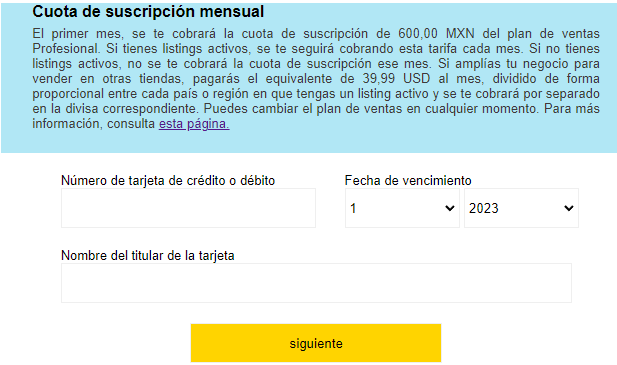 Cuota de suscripción mensual
El primer mes, se te cobrará la cuota de suscripción de 600,00 MXN del plan de ventas
Profesional. Si tienes listings activos, se te seguirá cobrando esta tarifa cada mes. Si no tienes
listings activos, no se te cobrará la cuota de suscripción ese mes. Si amplías tu negocio para
vender en otras tiendas, pagarás el equivalente de 39,99 USD al mes, dividido de forma
proporcional entre cada país o región en que tengas un listing activo y se te cobrará por separado
en la divisa correspondiente. Puedes cambiar el plan de ventas en cualquier momento. Para más
información, consulta esta página.
Número de tarjeta de crédito o débito
Fecha de vencimiento
1
2023
Nombre del titular de la tarjeta
siguiente